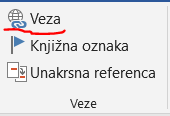 Veza
Knjižna oznaka
Unakrsna referenca
Veze